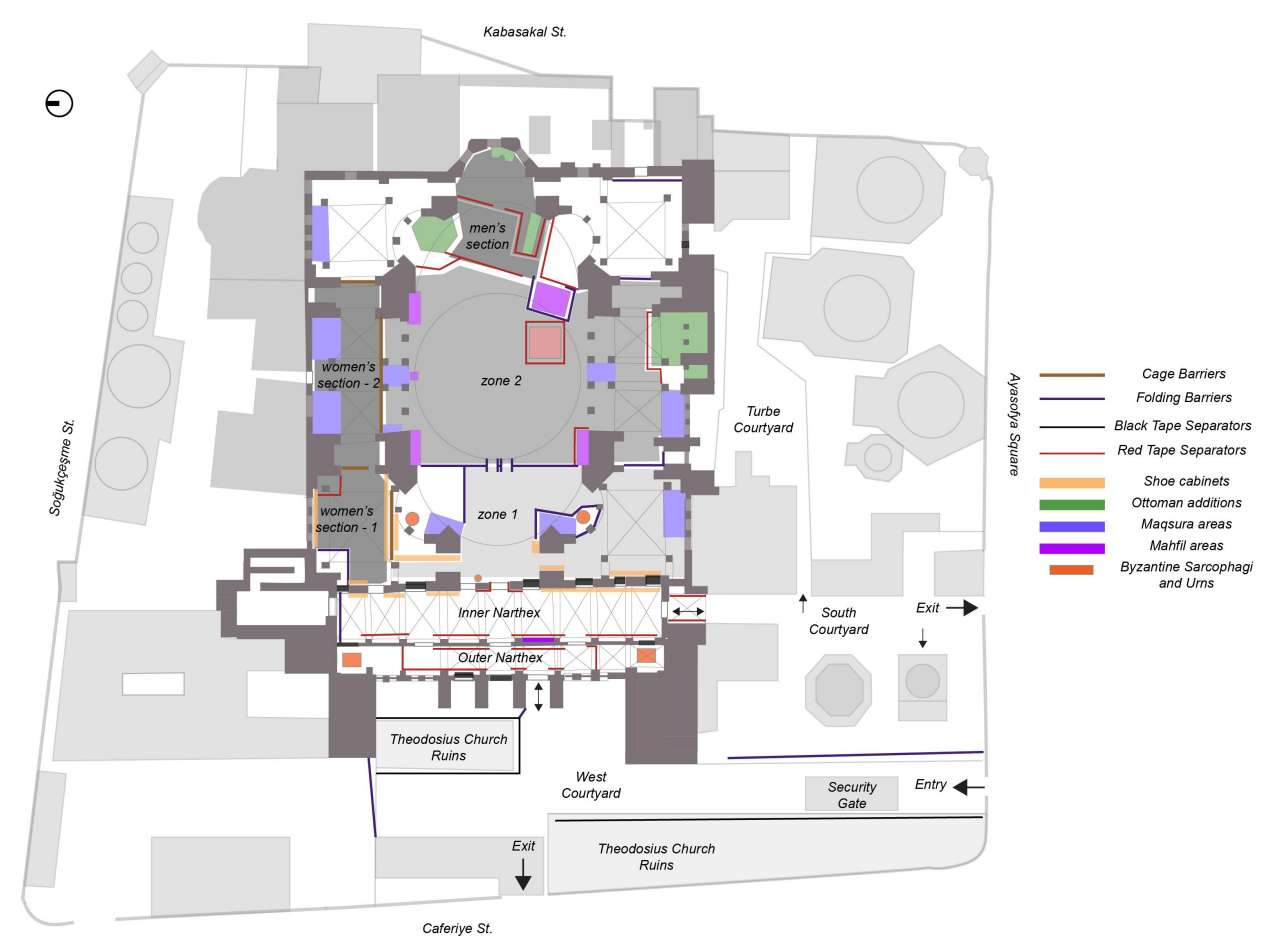 Kabasakal St.
men's
section
women's
section - 2
zone 2
Turbe
Courtyard
Soğukçeşme St.
Ayasofya Square
women's
section - 1
zone 1
Inner Narthex
Outer Narthex
South
Courtyard
Exit
Theodosius Church
Ruins
West
Courtyard
Security
Gate
Entry
Exit
Theodosius Church
Ruins
Caferiye St.
Cage Barriers
Folding Barriers
Black Tape Separators
Red Tape Separators
Shoe cabinets
Ottoman additions
Maqsura areas
Mahfil areas
Byzantine Sarcophagi
and Urns